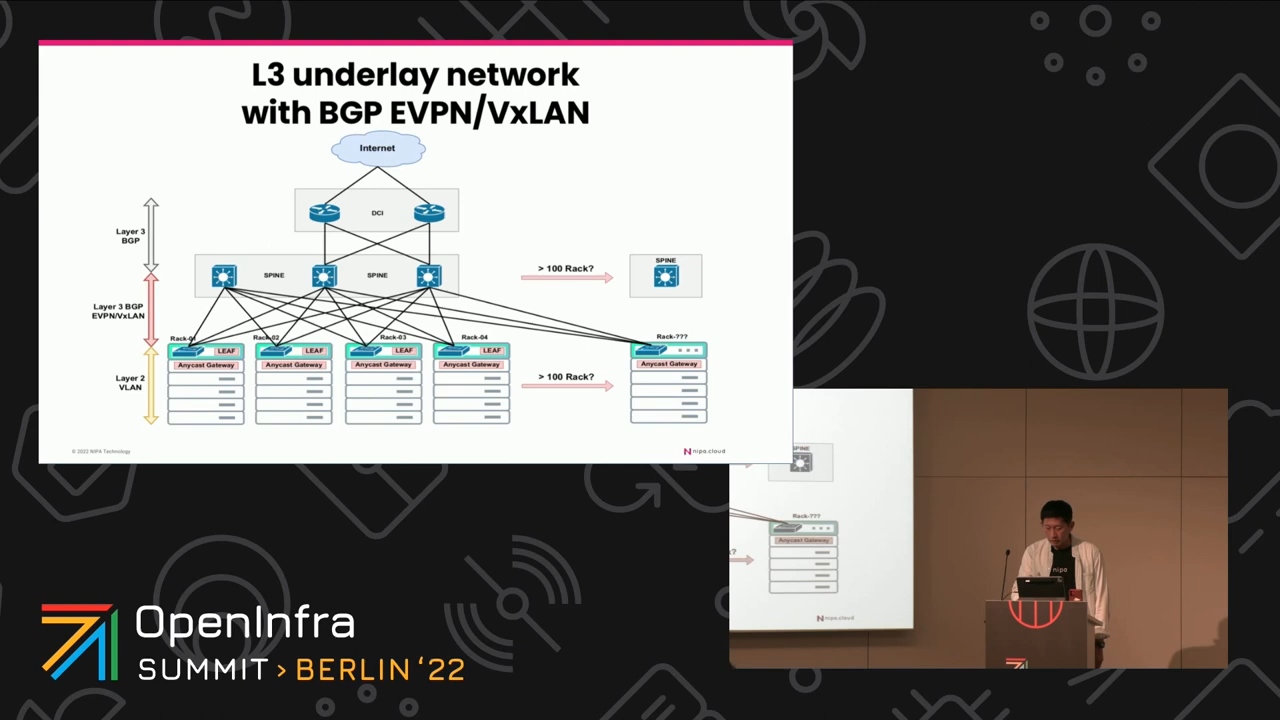 L3 underlay network
with BGP EVPN/VxLAN
Internet
DCI
Layer 3
BGP
SPINE
SPINE
> 100 Rack?
SPINE
Layer 3 BGP
EVPN/VxLAN
Rack-01
Rack-02
Rack-03
Rack-04
Rack-???
LEAF
LEAF
LEAF
LEAF
Anycast Gateway
Anycast Gateway
Anycast Gateway
Anycast Gateway
Anycast Gateway
Layer 2
VLAN
> 100 Rack?
© 2022 NIPA Technology
nipa.cloud
SPINE
Rack-???
Anycast Gateway
nipa.cloud
nipa
OpenInfra
SUMMIT > BERLIN '22